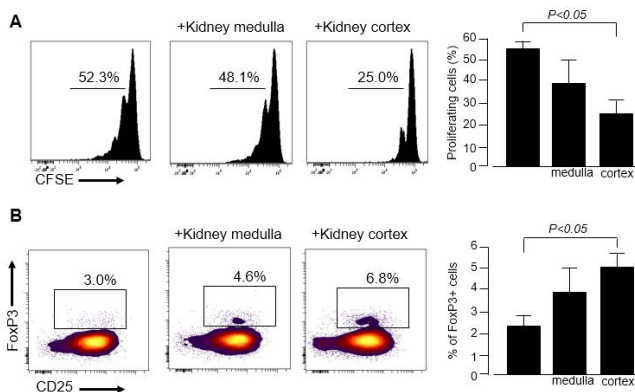 A
+Kidney medulla
+Kidney cortex
52.3%
48.1%
25.0%
CFSE
P<0.05
Proliferating cells (%)
60
50
40
30
20
10
0
medulla
cortex
B
+Kidney medulla
+Kidney cortex
3.0%
4.6%
6.8%
FoxP3
CD25
P<0.05
% of FoxP3+ cells
6
5
4
3
2
1
0
medulla
cortex